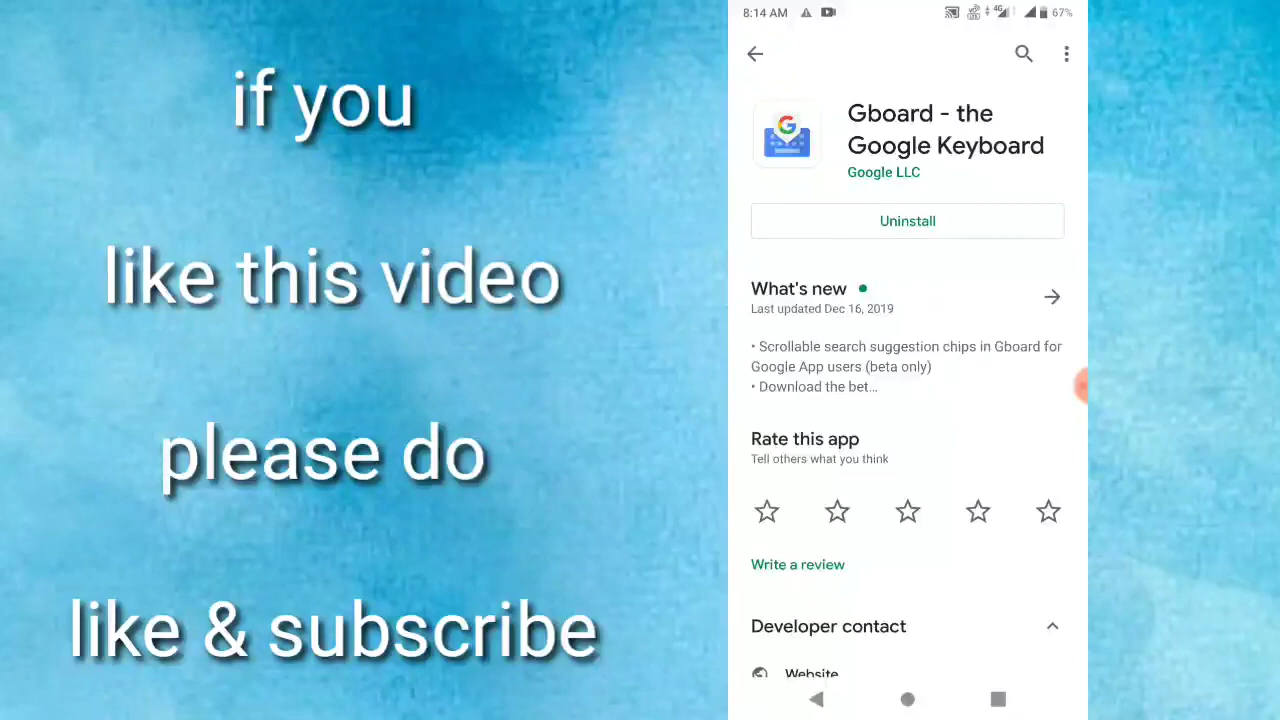 if you
like this video
please do
like & subscribe
8:14 AM
4G
67%
Gboard - the
Google Keyboard
Google LLC
Uninstall
What's new
Last updated Dec 16, 2019
• Scrollable search suggestion chips in Gboard for
Google App users (beta only)
• Download the bet…
Rate this app
Tell others what you think
Write a review
Developer contact
Website